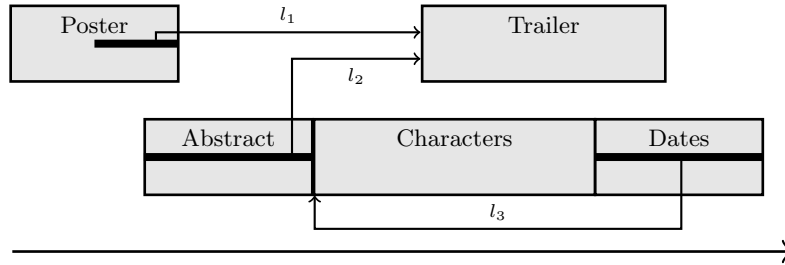 Poster
l₁
Trailer
l₂
Abstract
Characters
Dates
l₃